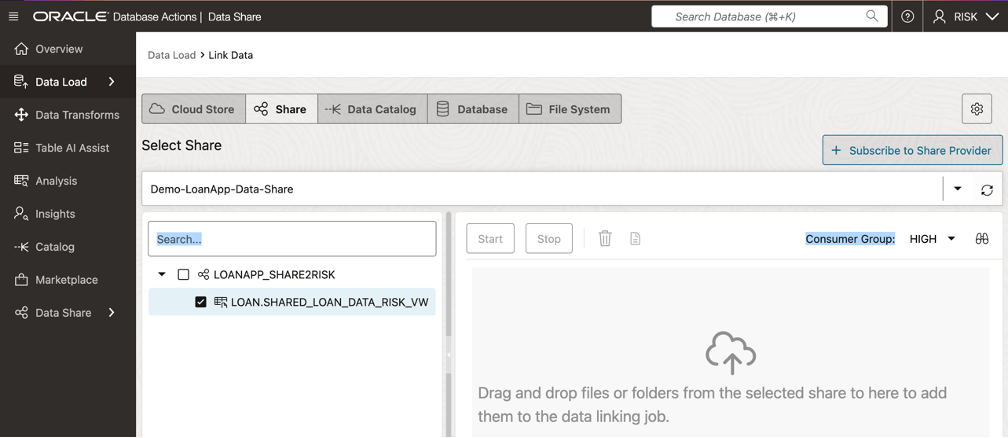 ORACLE Database Actions | Data Share
Search Database (⌘+K)
RISK
Overview
Data Load
Data Transforms
Table AI Assist
Analysis
Insights
Catalog
Marketplace
Data Share
Data Load > Link Data
Cloud Store
Share
Data Catalog
Database
File System
Select Share
+ Subscribe to Share Provider
Demo-LoanApp-Data-Share
Search...
LOANAPP_SHARE2RISK
LOAN.SHARED_LOAN_DATA_RISK_VW
Start
Stop
Consumer Group: HIGH
Drag and drop files or folders from the selected share to here to add
them to the data linking job.